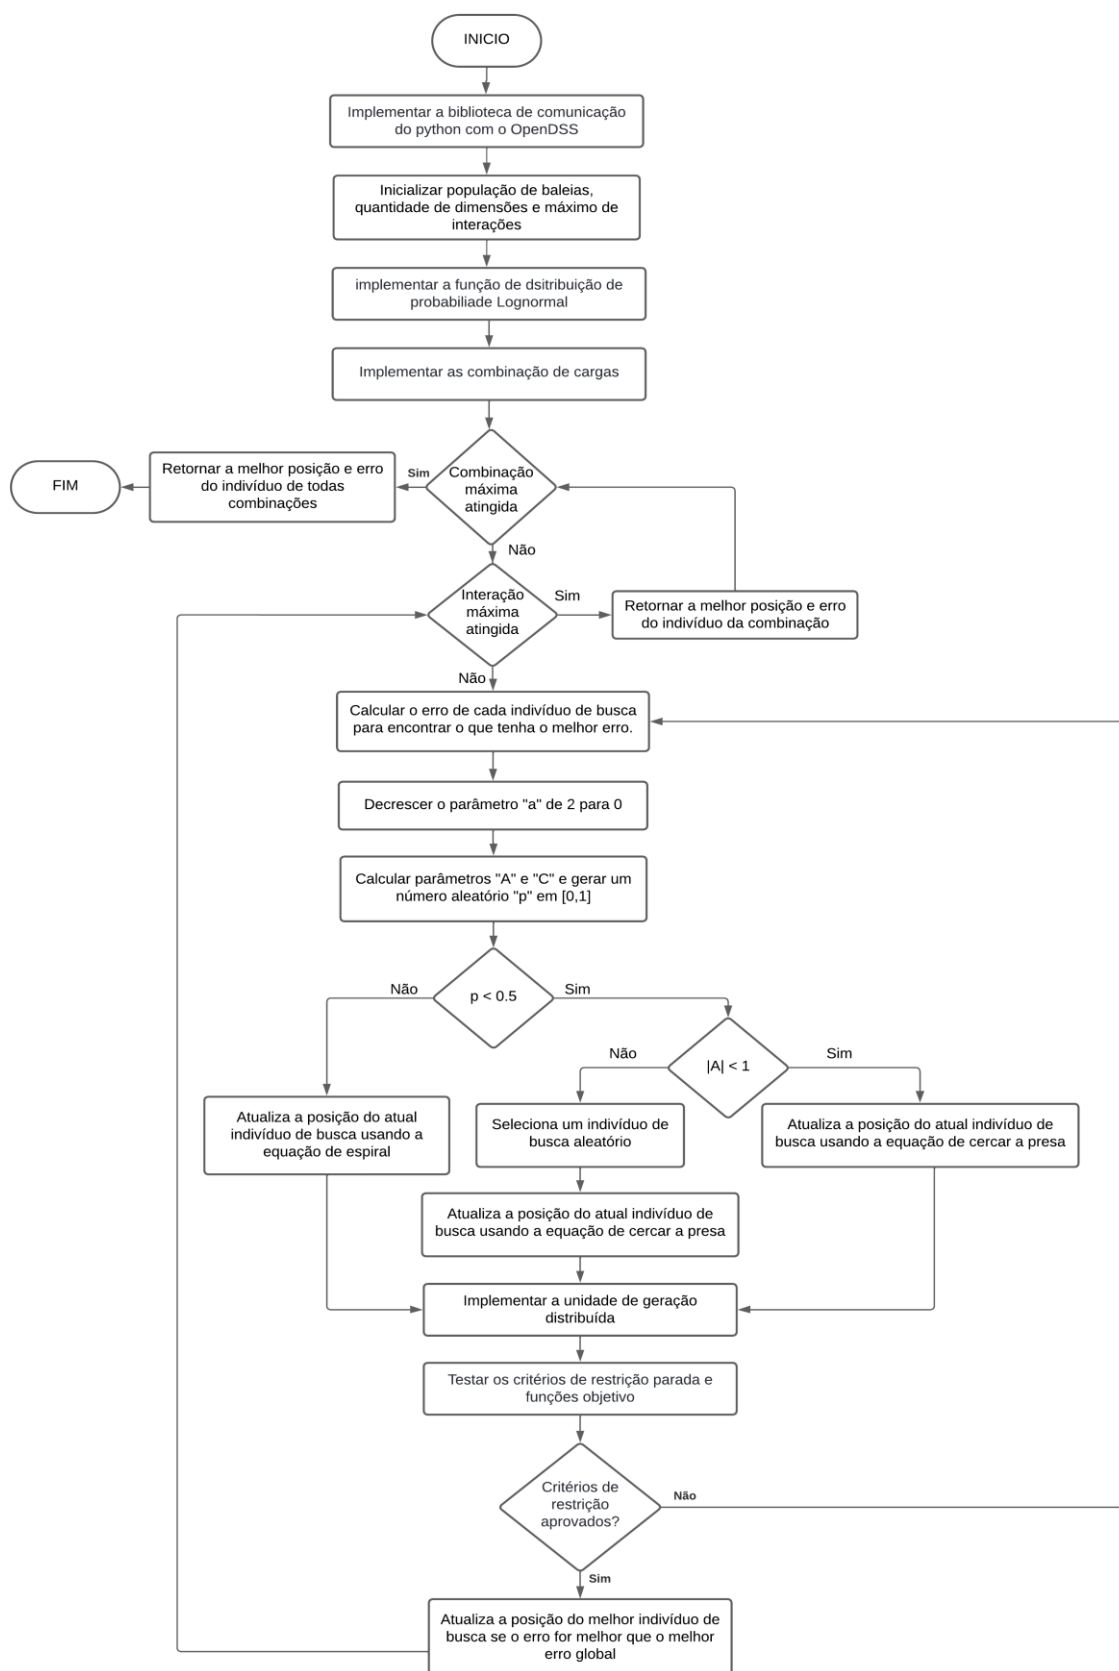 INICIO
Implementar a biblioteca de comunicação
do python com o OpenDSS
Inicializar população de baleias,
quantidade de dimensões e máximo de
interações
implementar a função de dsitribuição de
probabiliade Lognormal
Implementar as combinação de cargas
Combinação
máxima
atingida
Sim
Retornar a melhor posição e erro
do indivíduo de todas
combinações
FIM
Não
Interação
máxima
atingida
Sim
Retornar a melhor posição e erro
do indivíduo da combinação
Não
Calcular o erro de cada indivíduo de busca
para encontrar o que tenha o melhor erro.
Decrescer o parâmetro "a" de 2 para 0
Calcular parâmetros "A" e "C" e gerar um
número aleatório "p" em [0,1]
Não
p < 0.5
Sim
Não
|A| < 1
Sim
Atualiza a posição do atual
indivíduo de busca usando a
equação de espiral
Seleciona um indivíduo de
busca aleatório
Atualiza a posição do atual indivíduo de
busca usando a equação de cercar a presa
Atualiza a posição do atual indivíduo de
busca usando a equação de cercar a presa
Implementar a unidade de geração
distribuída
Testar os critérios de restrição parada e
funções objetivo
Critérios de
restrição
aprovados?
Não
Sim
Atualiza a posição do melhor indivíduo de
busca se o erro for melhor que o melhor
erro global